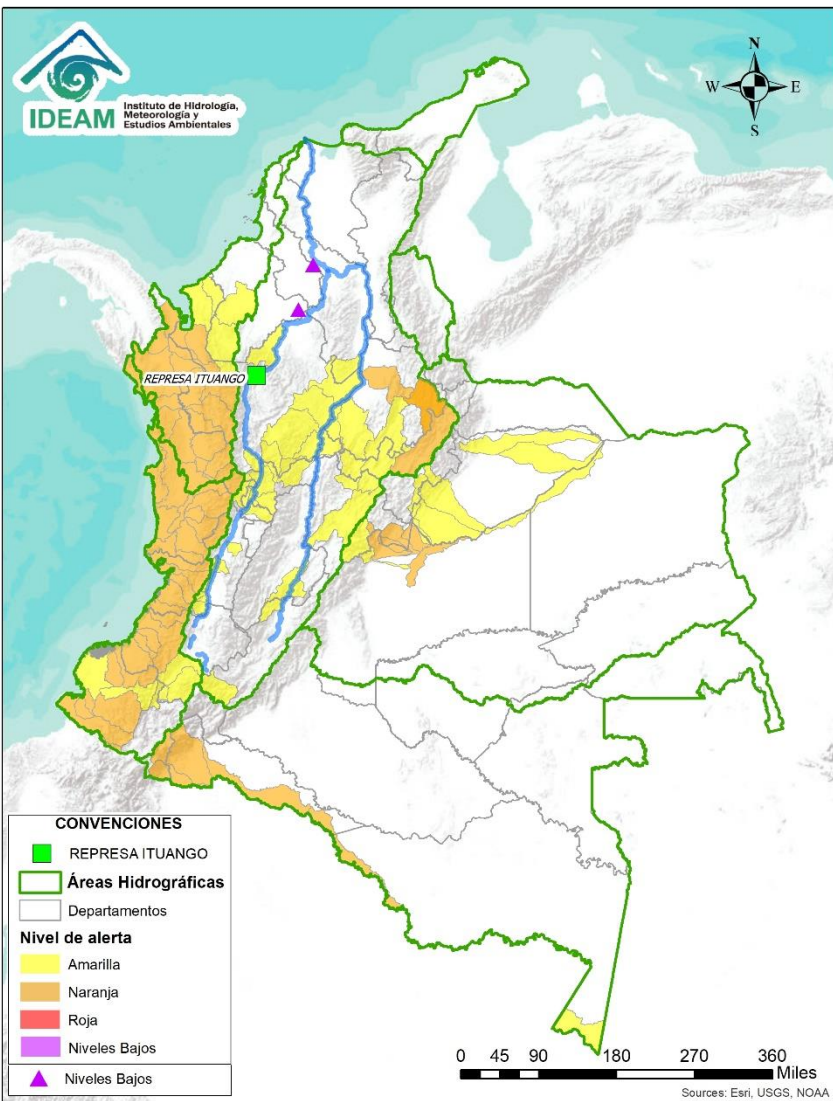 IDEAM
Instituto de Hidrología,
Meteorología y
Estudios Ambientales
N
W
E
S
REPRESA ITUANGO
CONVENCIONES
REPRESA ITUANGO
Áreas Hidrográficas
Departamentos
Nivel de alerta
Amarilla
Naranja
Roja
Niveles Bajos
Niveles Bajos
0 45 90 180 270 360
Miles
Sources: Esri, USGS, NOAA